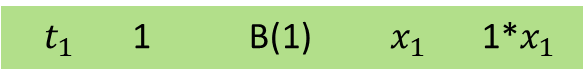 t₁ 1 B(1) x₁ 1*x₁